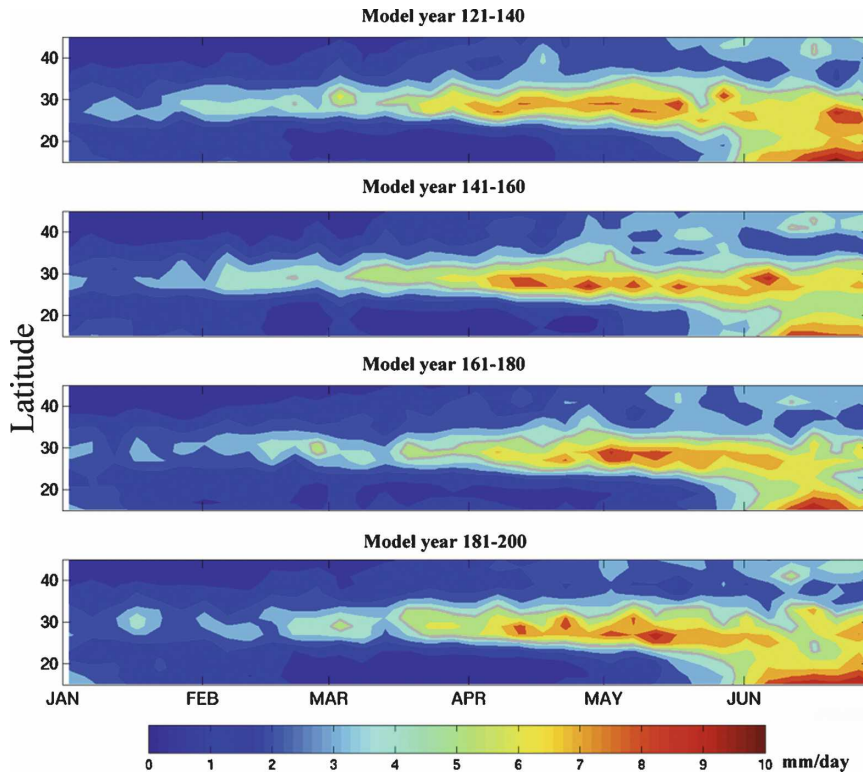 Model year 121-140
40
30
20
Model year 141-160
40
30
20
Model year 161-180
40
30
20
Model year 181-200
40
30
20
Latitude
JAN FEB MAR APR MAY JUN
0 1 2 3 4 5 6 7 8 9 10 mm/day